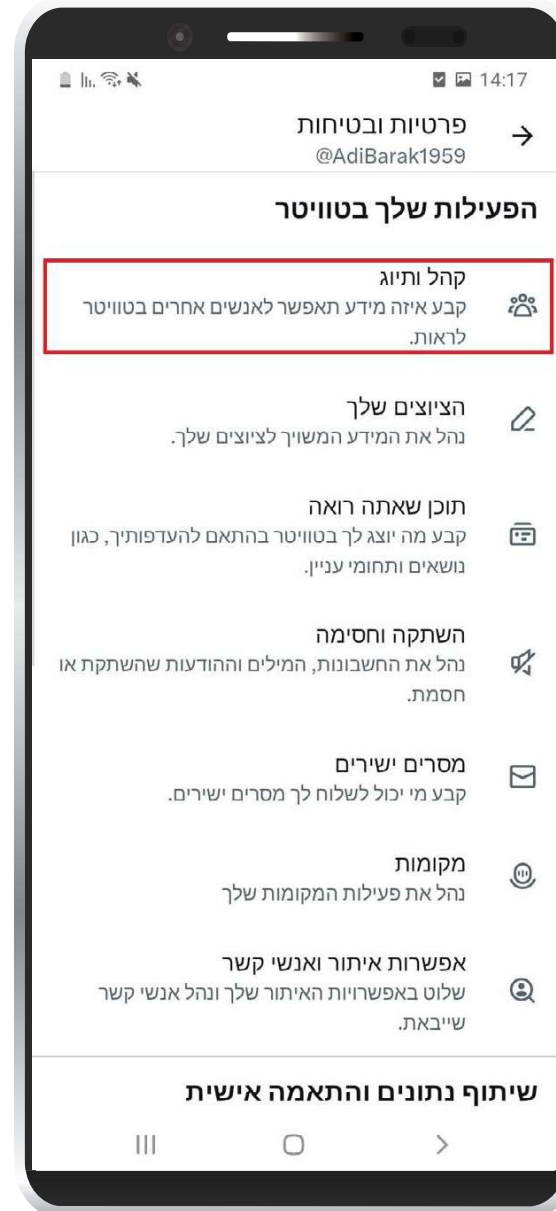 14:17
פרטיות ובטיחות
@AdiBarak1959
הפעילות שלך בטוויטר
קהל ותיוג
קבע איזה מידע תאפשר לאנשים אחרים בטוויטר
לראות.
הציוצים שלך
נהל את המידע המשויך לציוצים שלך.
תוכן שאתה רואה
קבע מה יוצג לך בטוויטר בהתאם להעדפותיך, כגון
נושאים ותחומי עניין.
השתקה וחסימה
נהל את החשבונות, המילים וההודעות שהשתקת או
חסמת.
מסרים ישירים
קבע מי יכול לשלוח לך מסרים ישירים.
מקומות
נהל את פעילות המקומות שלך
אפשרות איתור ואנשי קשר
שלוט באפשרויות האיתור שלך ונהל אנשי קשר
שייבאת.
שיתוף נתונים והתאמה אישית